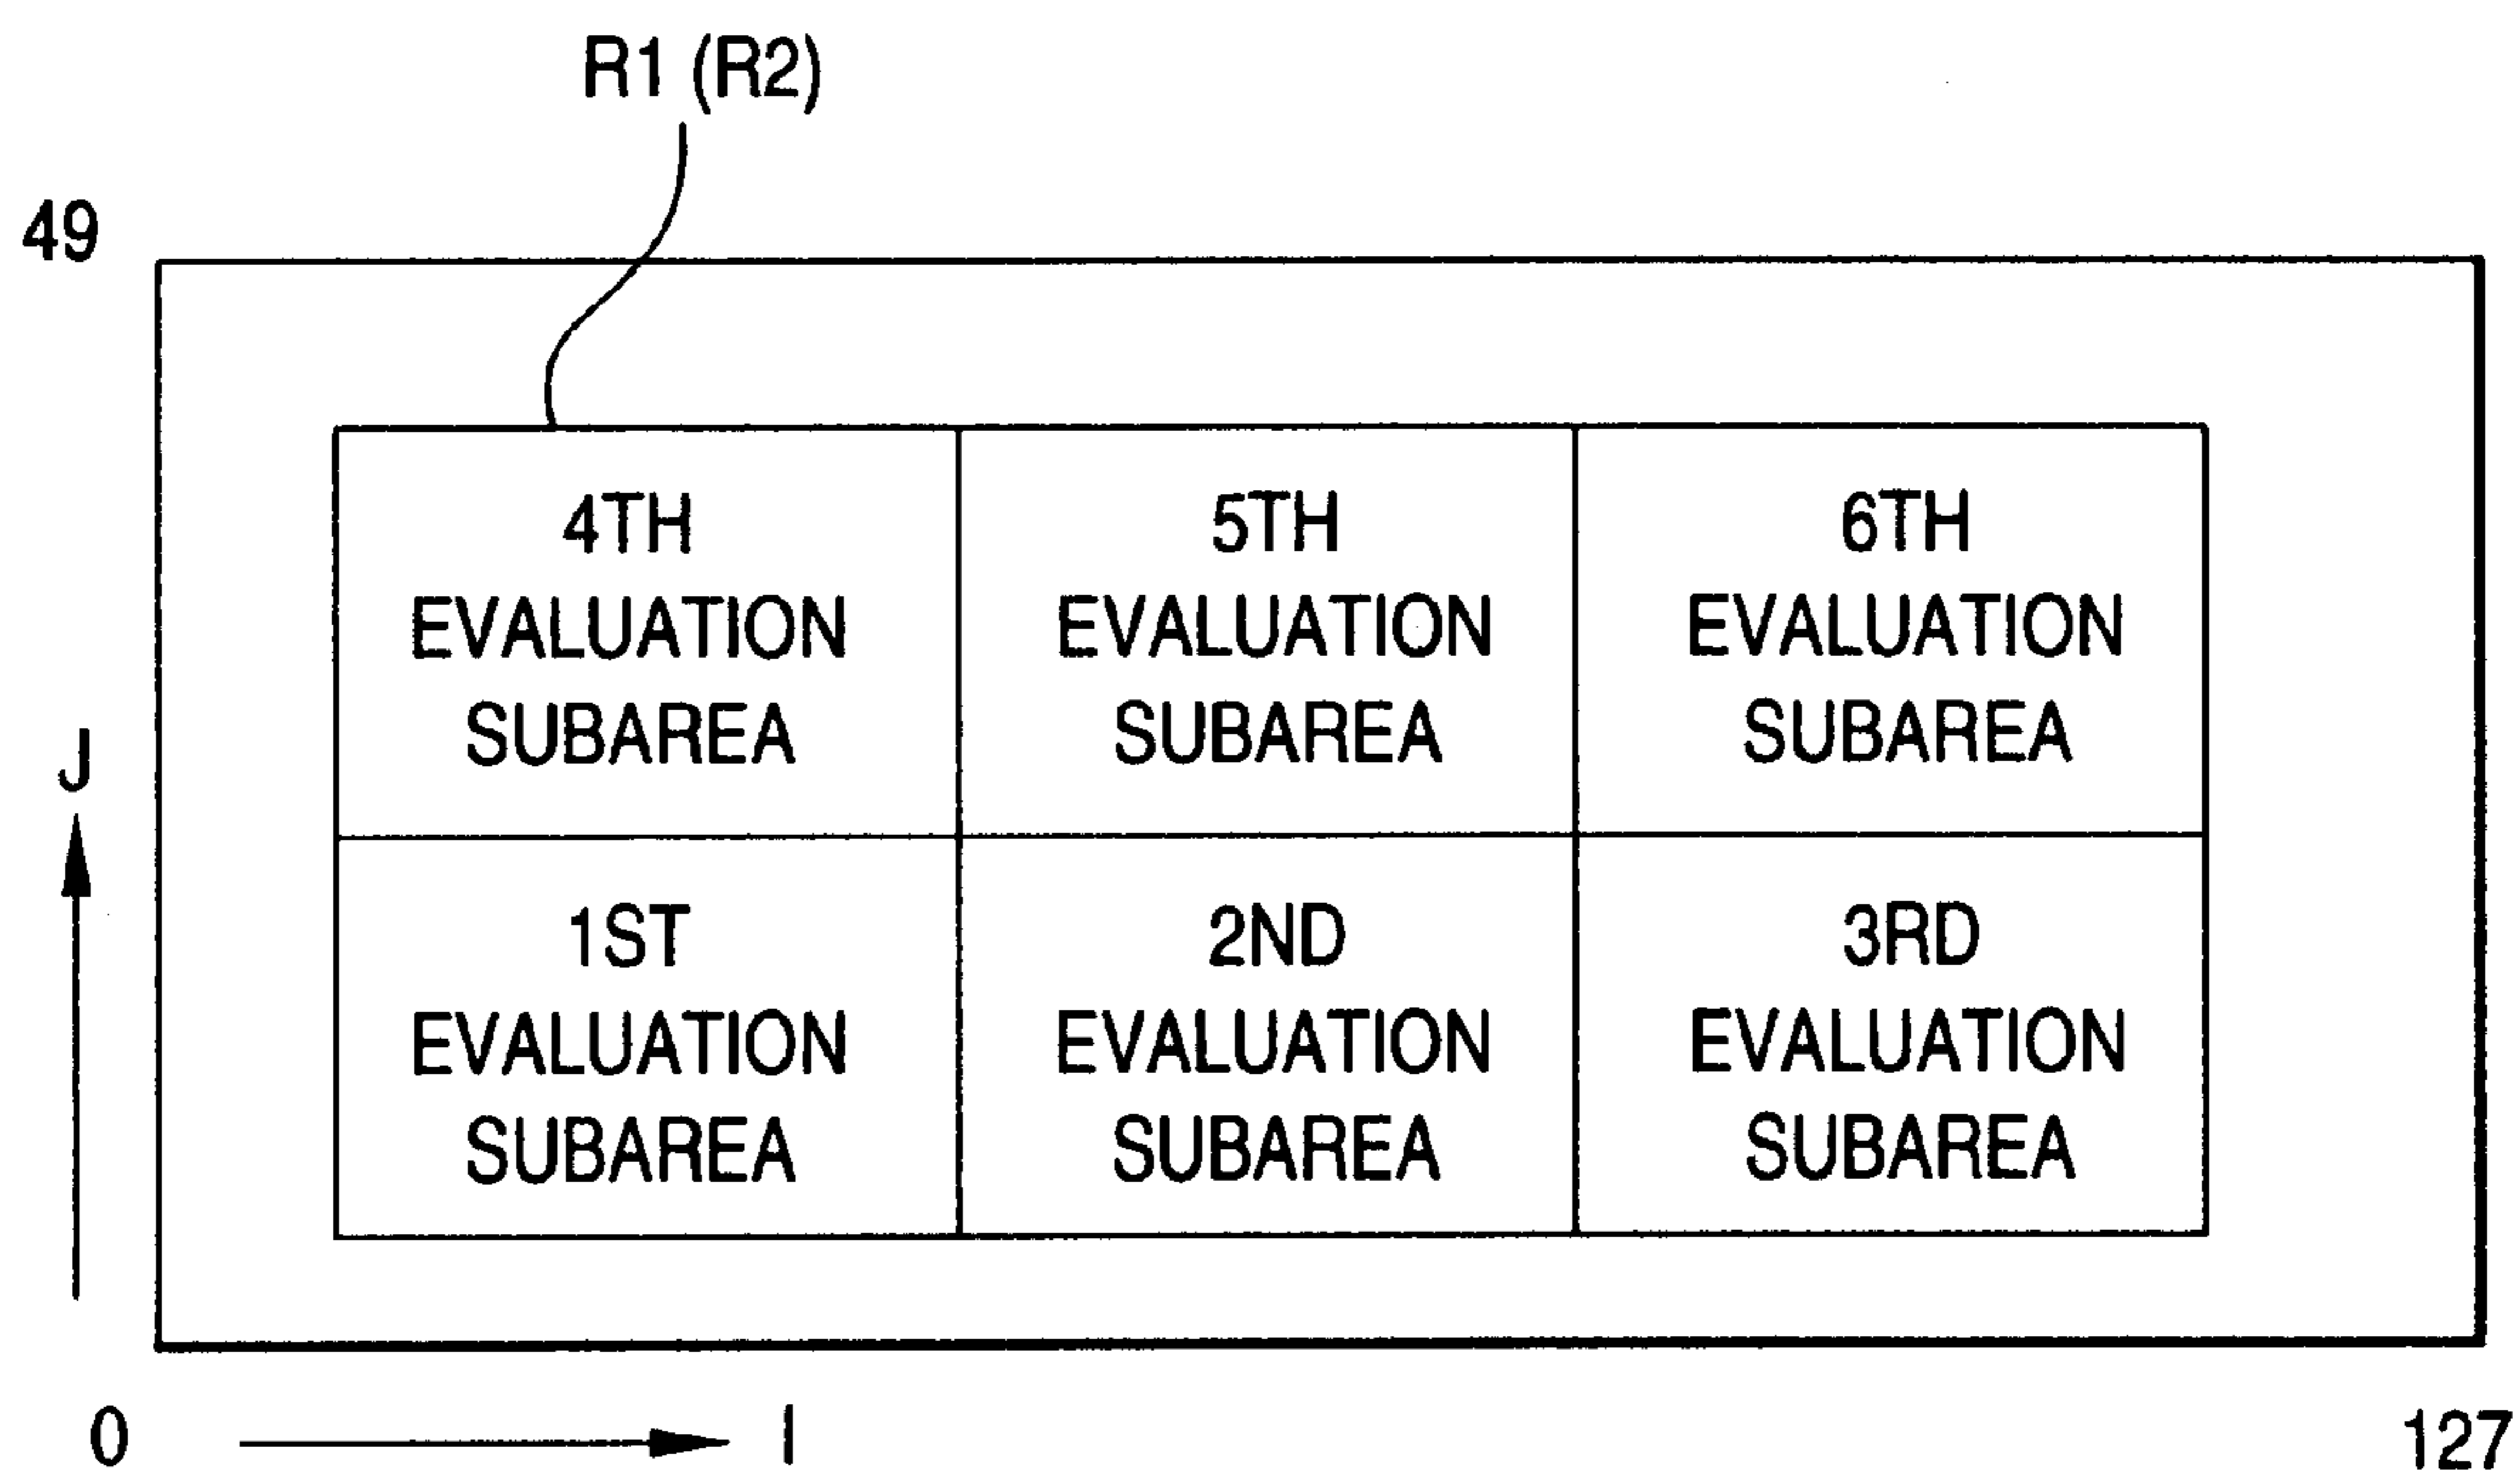 R1 (R2)
49
4TH
EVALUATION
SUBAREA
5TH
EVALUATION
SUBAREA
6TH
EVALUATION
SUBAREA
J
1ST
EVALUATION
SUBAREA
2ND
EVALUATION
SUBAREA
3RD
EVALUATION
SUBAREA
0
I
127